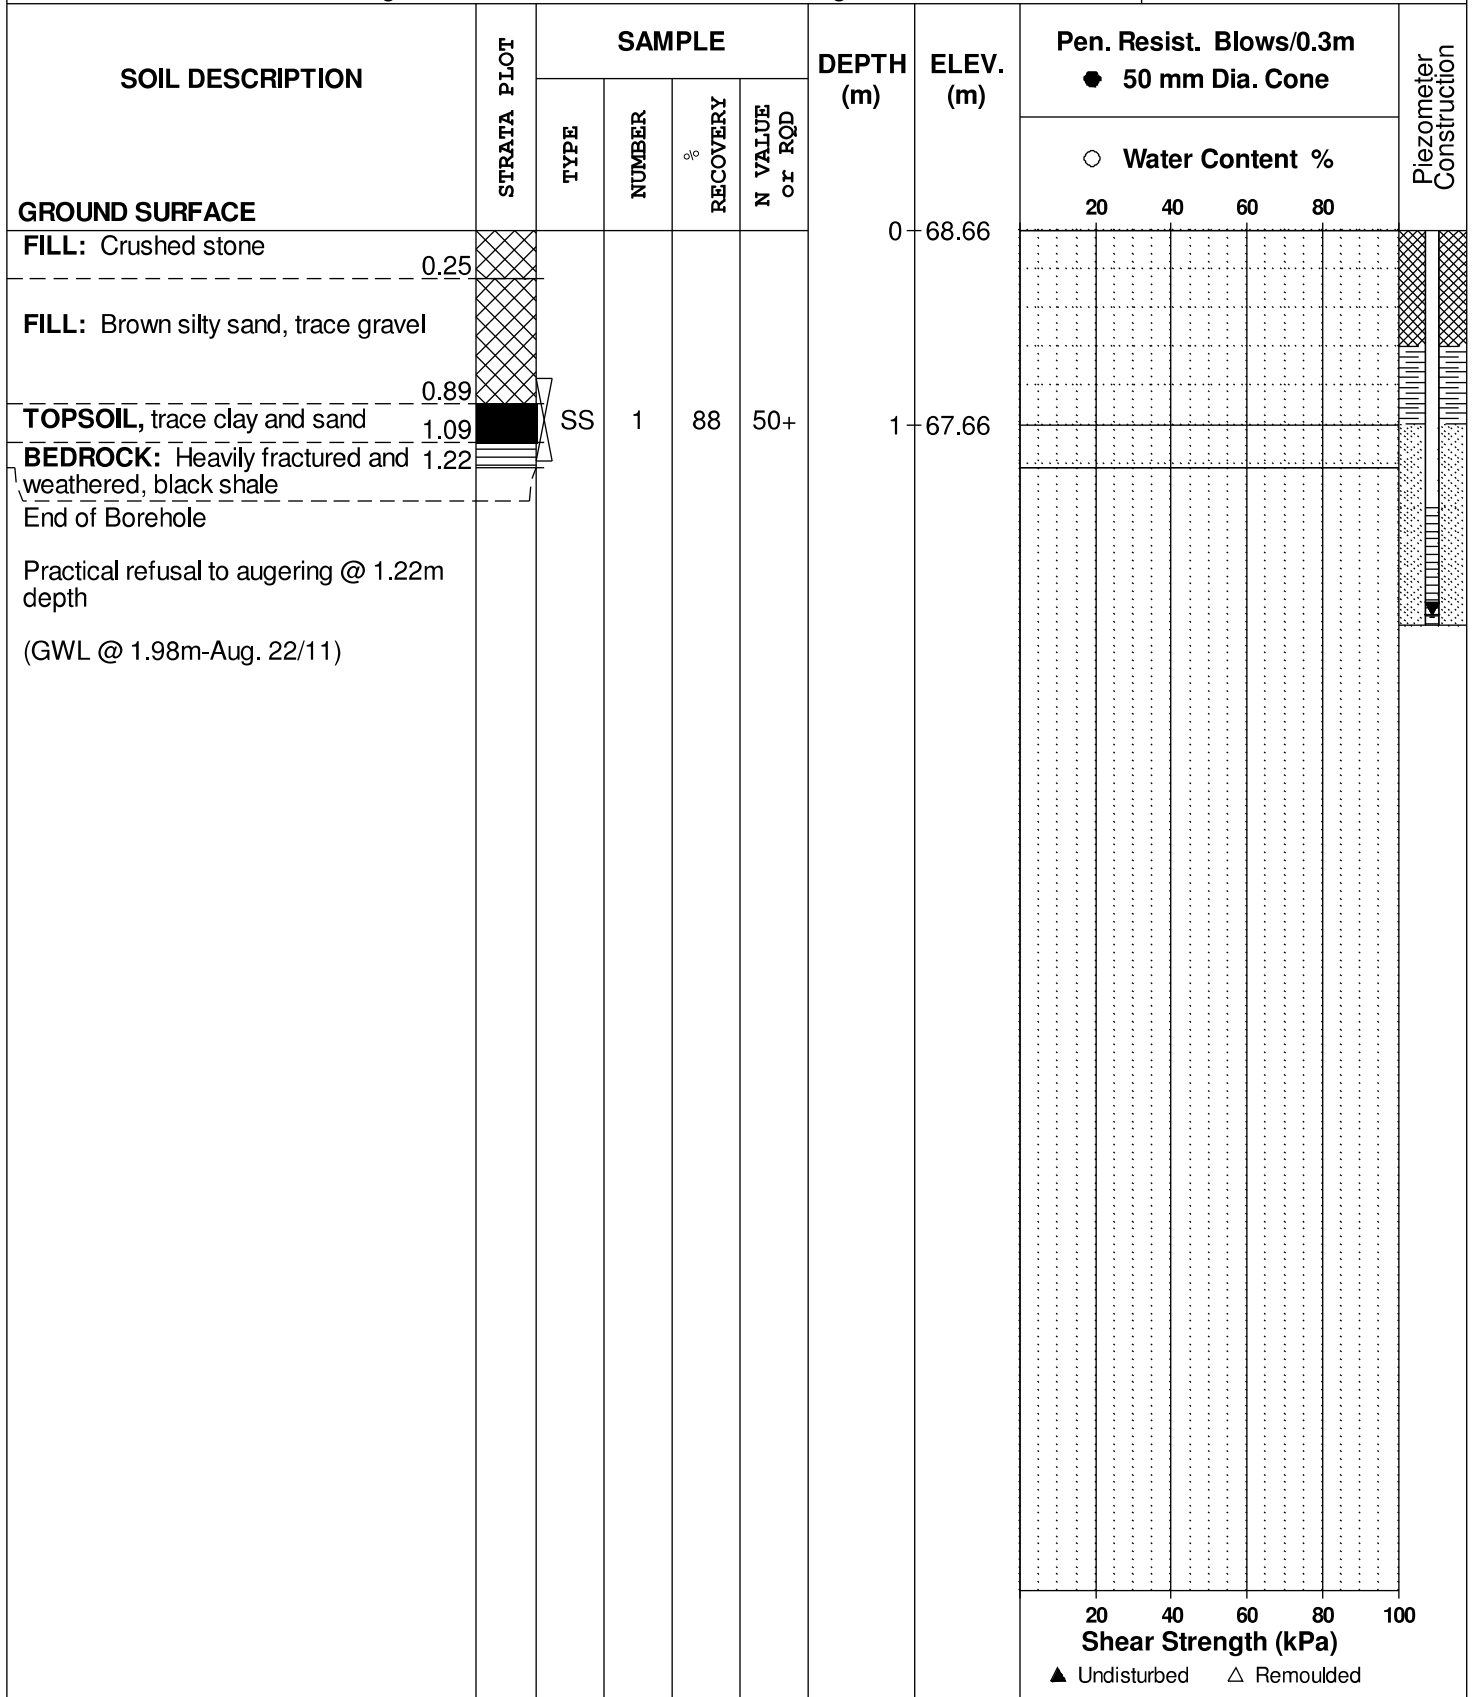 SOIL DESCRIPTION
GROUND SURFACE
STRATA PLOT
SAMPLE
TYPE
NUMBER
% RECOVERY
N VALUE or RQD
DEPTH (m)
ELEV. (m)
Pen. Resist. Blows/0.3m
● 50 mm Dia. Cone
○ Water Content %
20 40 60 80
Piezometer Construction
0 68.66
FILL: Crushed stone
0.25
FILL: Brown silty sand, trace gravel
0.89
TOPSOIL, trace clay and sand
1.09
SS 1 88 50+
1 67.66
BEDROCK: Heavily fractured and
1.22
weathered, black shale
End of Borehole
Practical refusal to augering @ 1.22m
depth
(GWL @ 1.98m-Aug. 22/11)
20 40 60 80 100
Shear Strength (kPa)
▲ Undisturbed △ Remoulded